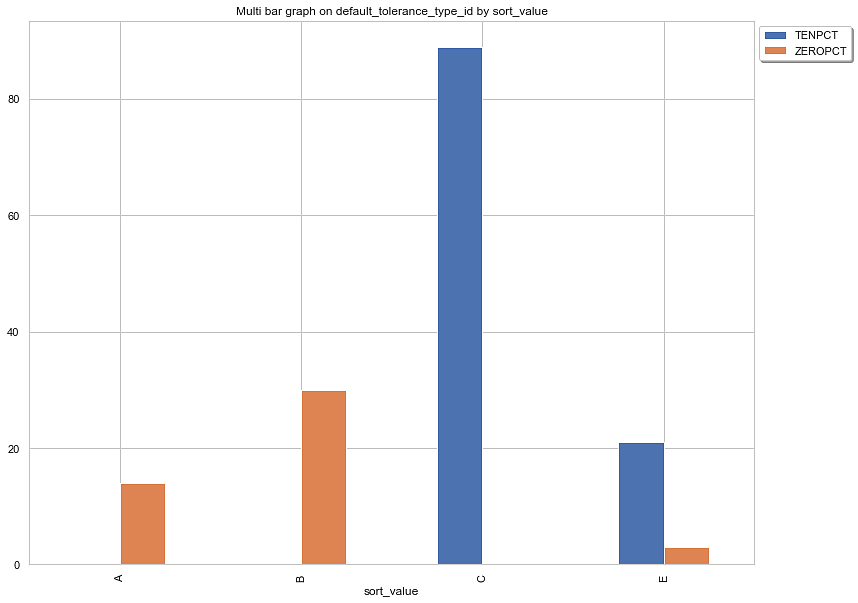 Multi bar graph on default_tolerance_type_id by sort_value
TENPCT
ZEROPCT
80
60
40
20
0
A
B
C
E
sort_value